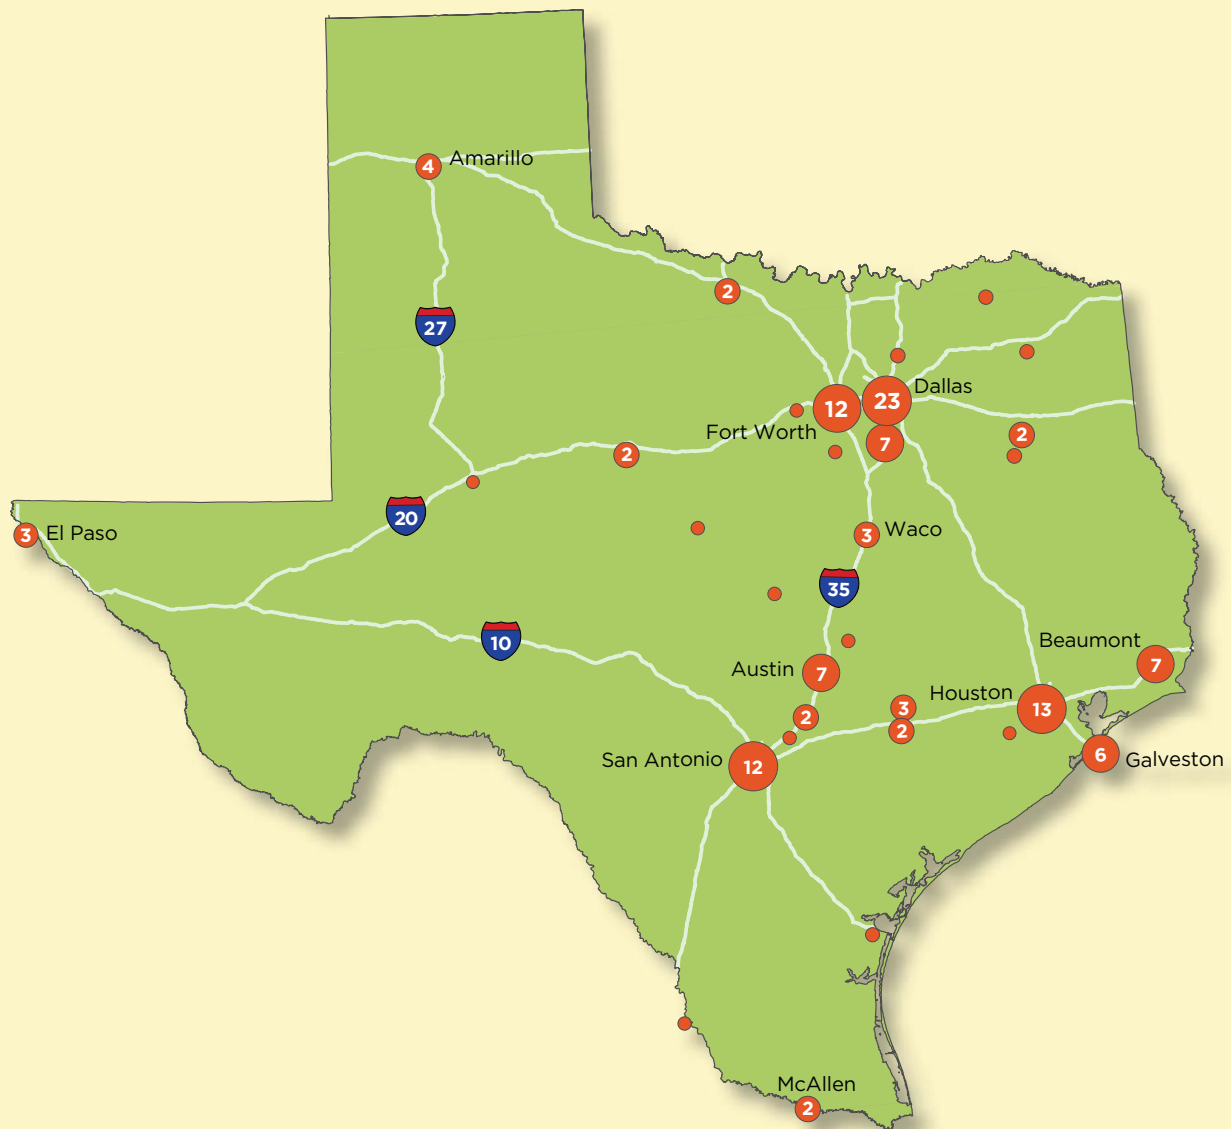 4 Amarillo
2
27
Dallas
23
12
Fort Worth
7
2
2
20
3 El Paso
3 Waco
35
10
Beaumont
7
Austin
7
Houston
13
3
2
2
San Antonio
12
6 Galveston
McAllen
2